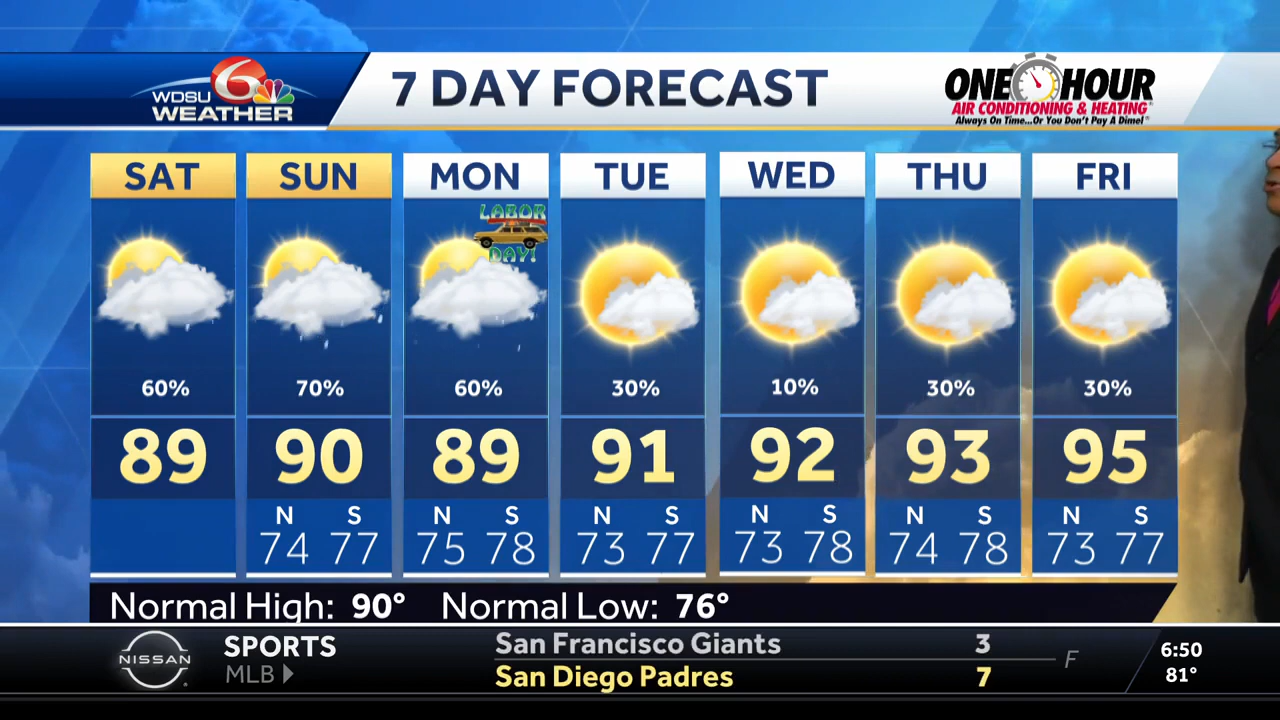 WDSU 6
WEATHER
7 DAY FORECAST
ONE HOUR
AIR CONDITIONING & HEATING®
Always On Time...Or You Don't Pay A Dime!®
SAT SUN MON TUE WED THU FRI
LABOR
DAY!
60% 70% 60% 30% 10% 30% 30%
89 90 89 91 92 93 95
N S N S N S N S N S N S
74 77 75 78 73 77 73 78 74 78 73 77
Normal High: 90° Normal Low: 76°
NISSAN
SPORTS
MLB
San Francisco Giants 3
San Diego Padres 7
F
6:50
81°